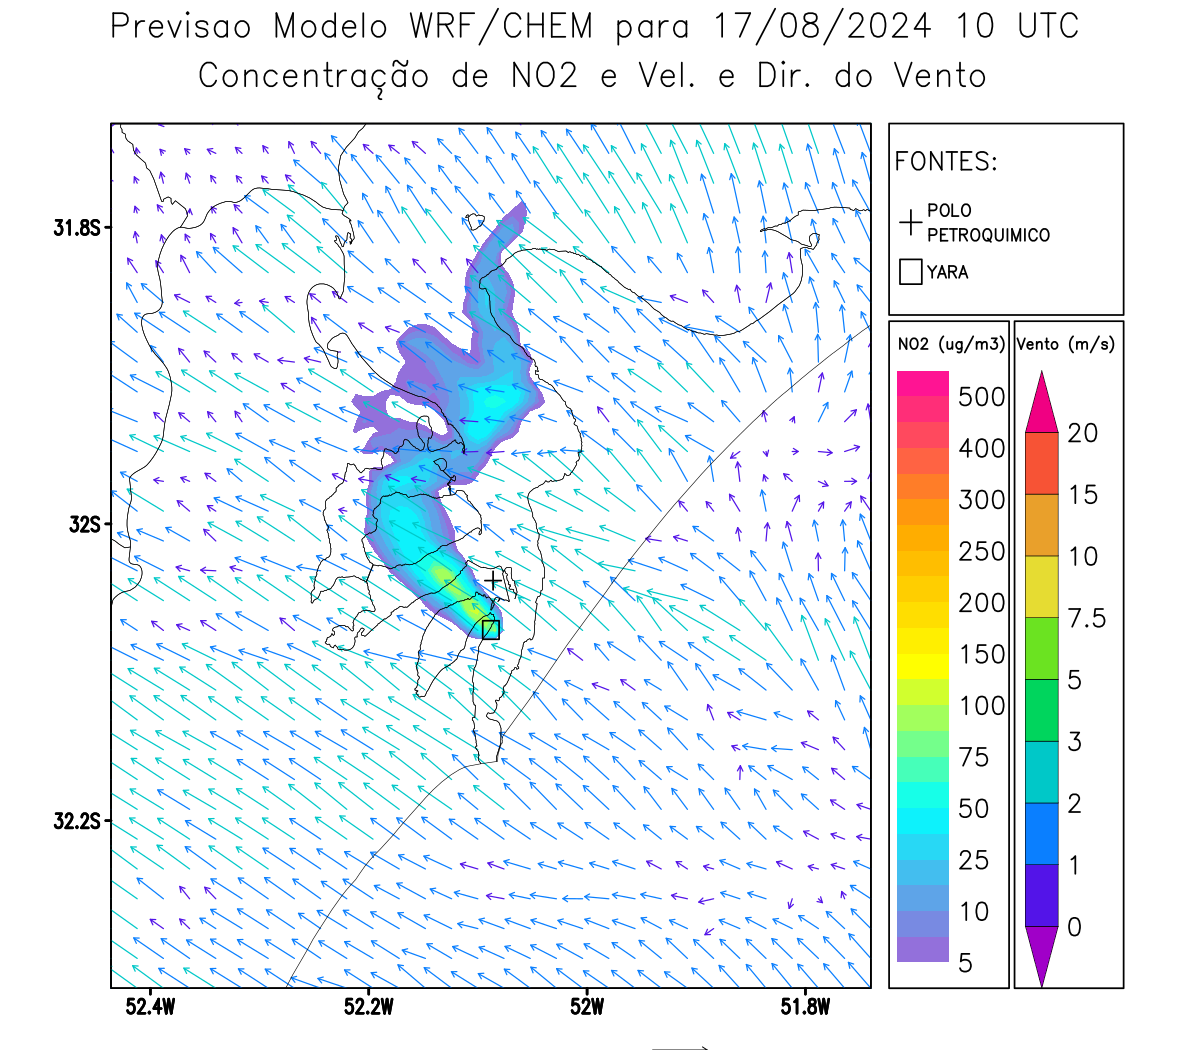 Previsao Modelo WRF/CHEM para 17/08/2024 10 UTC
Concentração de NO2 e Vel. e Dir. do Vento
FONTES:
POLO
PETROQUIMICO
YARA
NO2 (ug/m3)
500
400
300
250
200
150
100
75
50
25
10
5
Vento (m/s)
20
15
10
7.5
5
3
2
1
0
31.8S
32S
32.2S
52.4W
52.2W
52W
51.8W